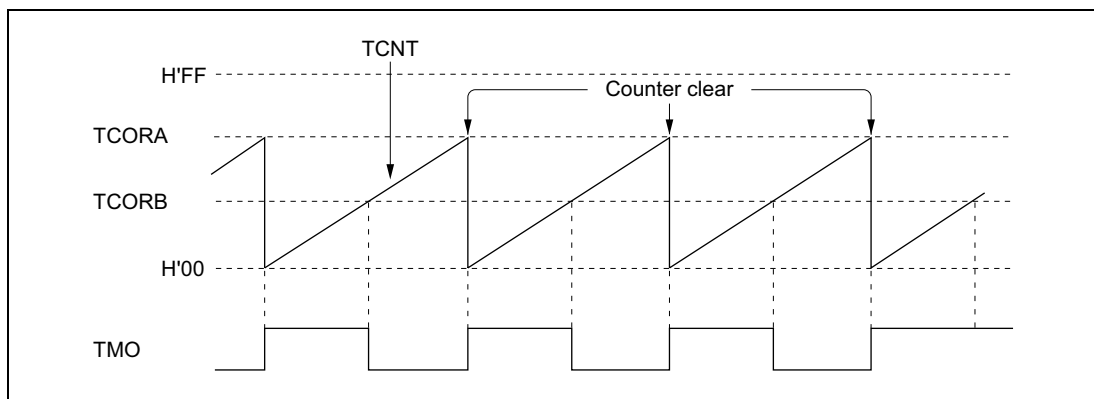 TCNT
H'FF
Counter clear
TCORA
TCORB
H'00
TMO